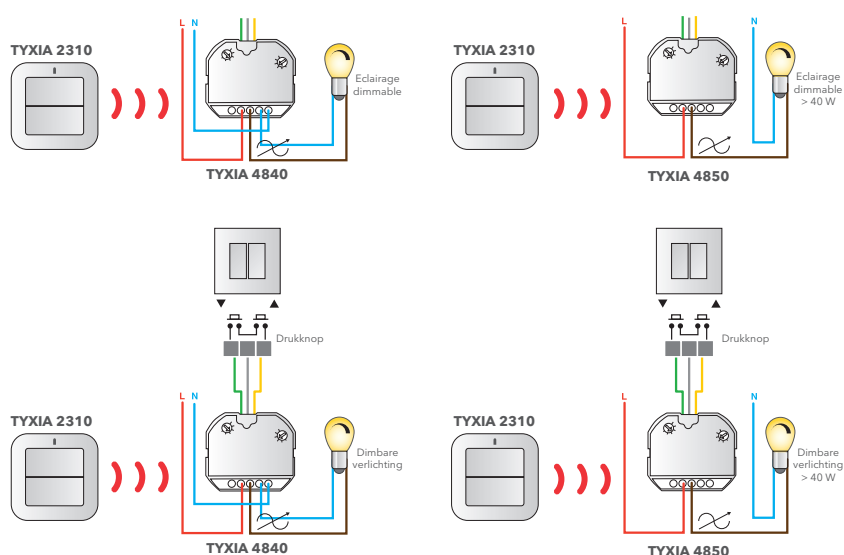 L N
TYXIA 2310
Eclairage
dimmable
TYXIA 4840
L
N
TYXIA 2310
Eclairage
dimmable
> 40 W
TYXIA 4850
Drukknop
L N
TYXIA 2310
Dimbare
verlichting
TYXIA 4840
Drukknop
L
N
TYXIA 2310
Dimbare
verlichting
> 40 W
TYXIA 4850